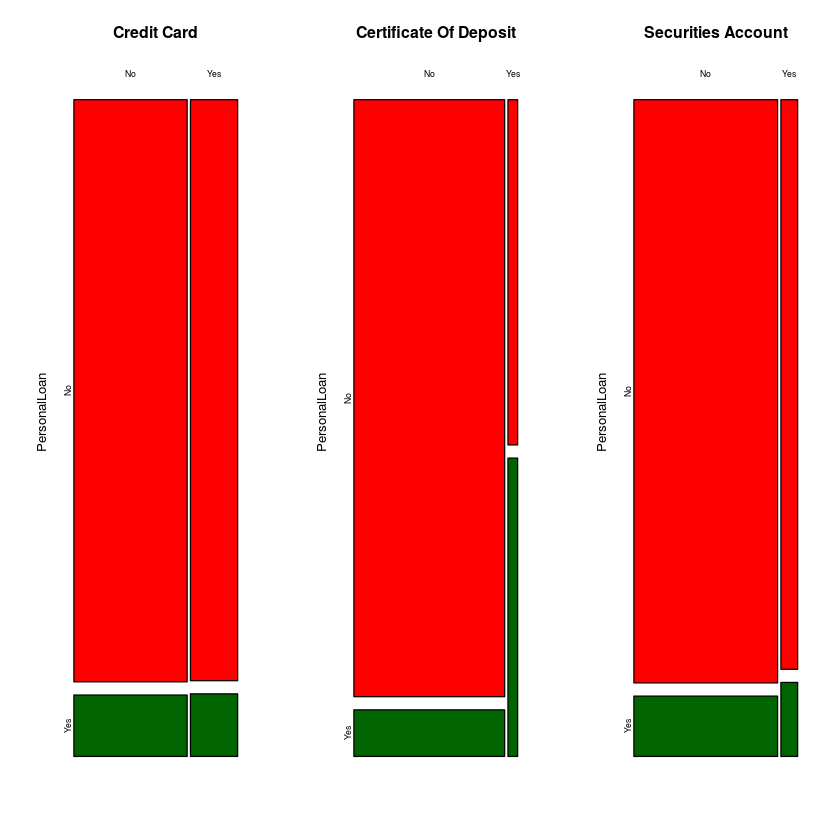 Credit Card
No Yes
PersonalLoan
No
Yes
Certificate Of Deposit
No Yes
PersonalLoan
No
Yes
Securities Account
No Yes
PersonalLoan
No
Yes